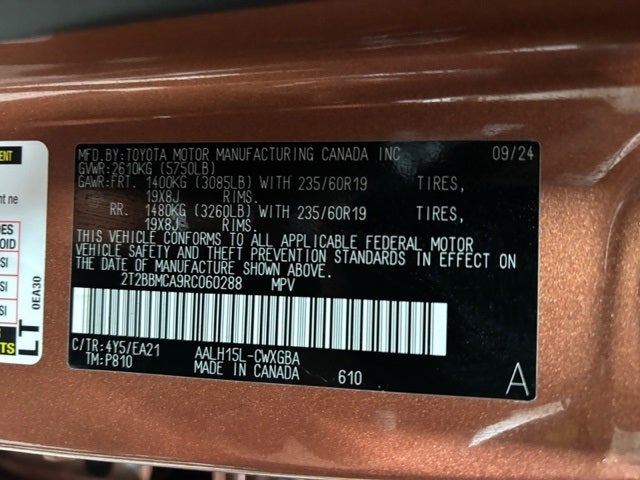 MFD.BY:TOYOTA MOTOR MANUFACTURING CANADA INC 09/24
GVWR:2610KG (5750LB)
GAWR:FRT. 1400KG (3085LB) WITH 235/60R19 TIRES,
19X8J RIMS.
RR. 1480KG (3260LB) WITH 235/60R19 TIRES,
19X8J RIMS.
THIS VEHICLE CONFORMS TO ALL APPLICABLE FEDERAL MOTOR
VEHICLE SAFETY AND THEFT PREVENTION STANDARDS IN EFFECT ON
THE DATE OF MANUFACTURE SHOWN ABOVE.
2T2BBMCA9RC060288 MPV
C/TR:4Y5/EA21 AALH15L-CWXGBA
TM:P810 MADE IN CANADA 610
A
LT
0EA30